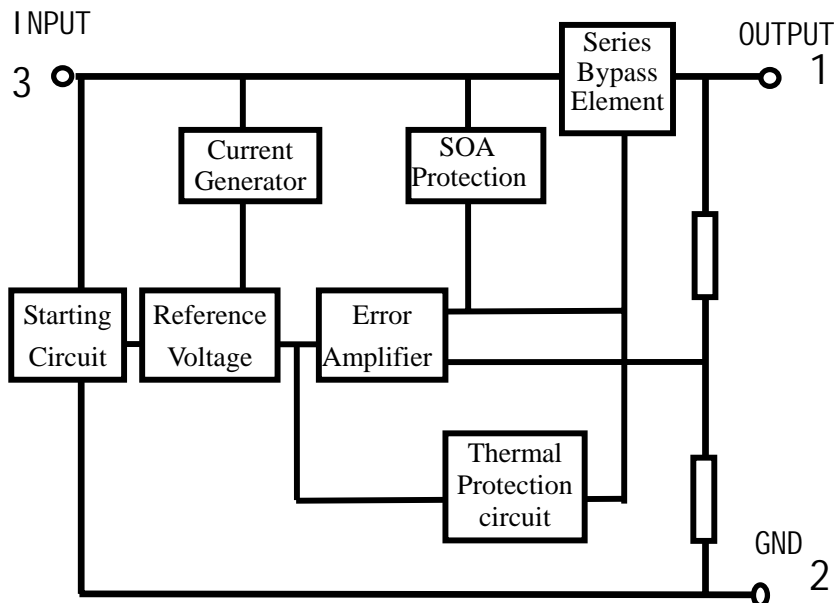 INPUT
3
Series
Bypass
Element
OUTPUT
1
Current
Generator
SOA
Protection
Starting
Circuit
Reference
Voltage
Error
Amplifier
Thermal
Protection
circuit
GND
2